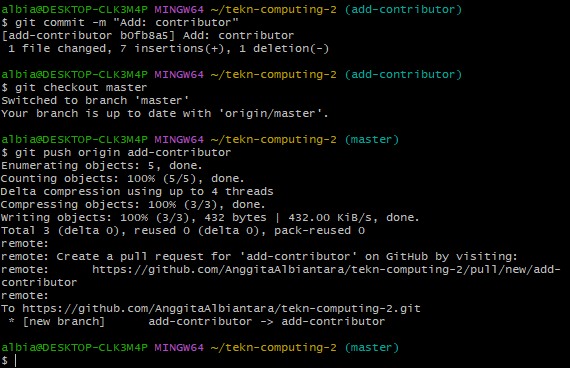 albia@DESKTOP-CLK3M4P MINGW64 ~/tekn-computing-2 (add-contributor)
$ git commit -m "Add: contributor"
[add-contributor b0fb8a5] Add: contributor
 1 file changed, 7 insertions(+), 1 deletion(-)

albia@DESKTOP-CLK3M4P MINGW64 ~/tekn-computing-2 (add-contributor)
$ git checkout master
Switched to branch 'master'
Your branch is up to date with 'origin/master'.

albia@DESKTOP-CLK3M4P MINGW64 ~/tekn-computing-2 (master)
$ git push origin add-contributor
Enumerating objects: 5, done.
Counting objects: 100% (5/5), done.
Delta compression using up to 4 threads
Compressing objects: 100% (3/3), done.
Writing objects: 100% (3/3), 432 bytes | 432.00 KiB/s, done.
Total 3 (delta 0), reused 0 (delta 0), pack-reused 0
remote:
remote: Create a pull request for 'add-contributor' on GitHub by visiting:
remote:      https://github.com/AnggitaAlbiantara/tekn-computing-2/pull/new/add-
contributor
remote:
To https://github.com/AnggitaAlbiantara/tekn-computing-2.git
 * [new branch]      add-contributor -> add-contributor

albia@DESKTOP-CLK3M4P MINGW64 ~/tekn-computing-2 (master)
$